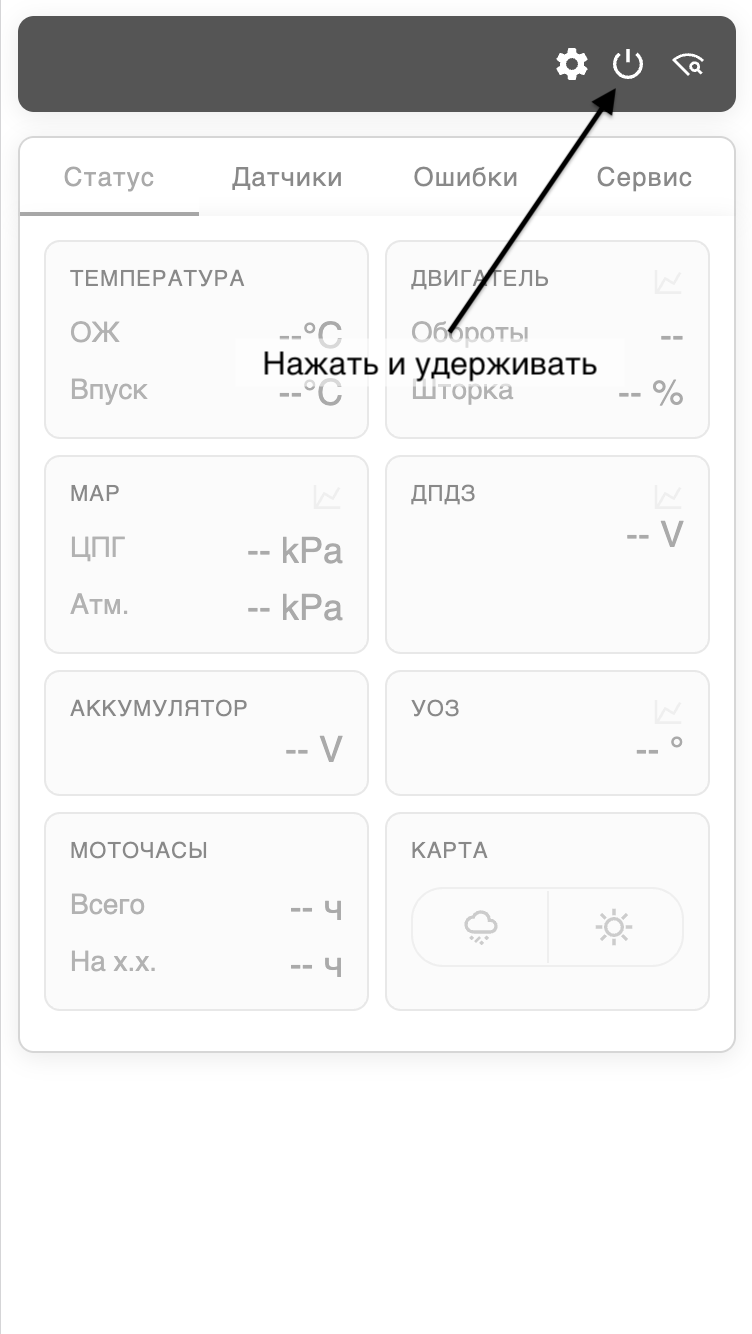 Статус Датчики Ошибки Сервис
ТЕМПЕРАТУРА
ОЖ --°C
Впуск --°C
ДВИГАТЕЛЬ
Обороты --
Шторка -- %
Нажать и удерживать
MAP
ЦПГ -- kPa
Атм. -- kPa
ДПДЗ
-- V
АККУМУЛЯТОР
-- V
УОЗ
-- °
МОТОЧАСЫ
Всего -- ч
На х.х. -- ч
КАРТА